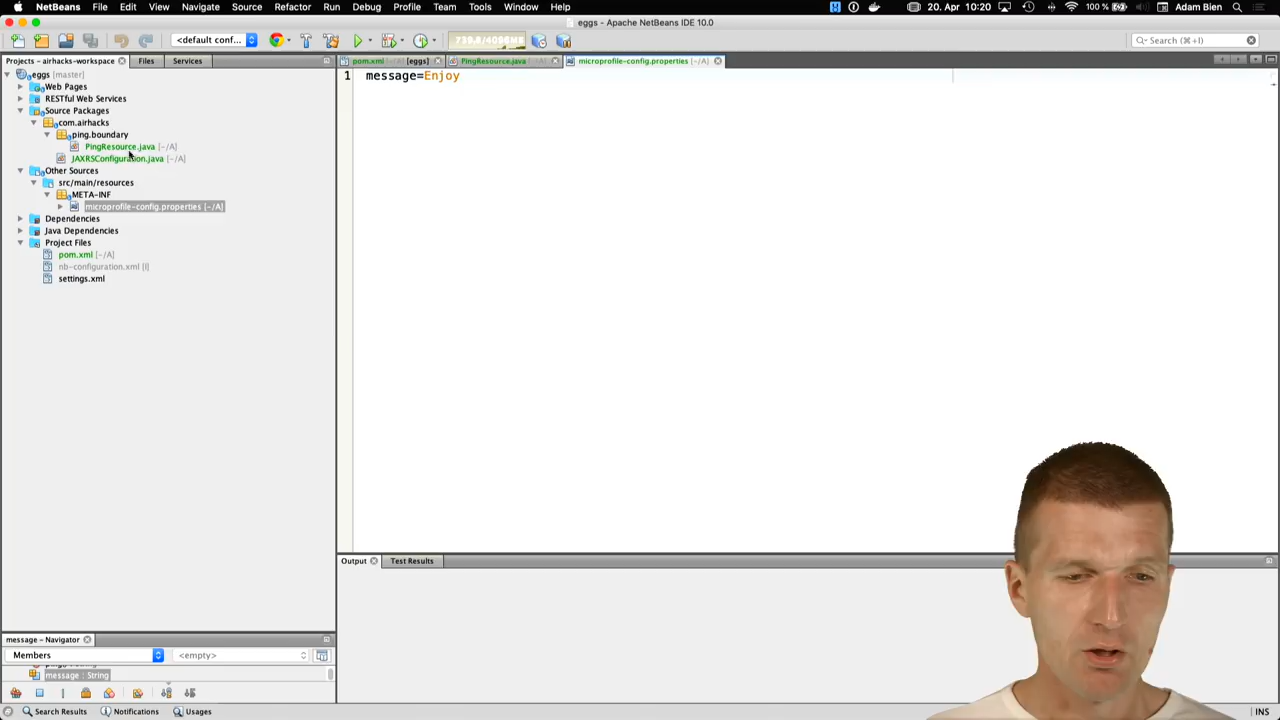 NetBeans File Edit View Navigate Source Refactor Run Debug Profile Team Tools Window Help 100 % 20. Apr 10:20 Adam Bien
eggs - Apache NetBeans IDE 10.0
<default conf... 739,8/4096MB Search (⌘+I)
Projects - airhacks-workspace Files Services
pom.xml [eggs] PingResource.java [-/A] microprofile-config.properties [-/A]
eggs [master]
1 message=Enjoy
Web Pages
RESTful Web Services
Source Packages
com.airhacks
ping.boundary
PingResource.java [-/A]
JAXRSConfiguration.java [-/A]
Other Sources
src/main/resources
META-INF
microprofile-config.properties [-/A]
Dependencies
Java Dependencies
Project Files
pom.xml [-/A]
nb-configuration.xml [I]
settings.xml
Output Test Results
message - Navigator
Members <empty>
message : String
Search Results Notifications Usages
INS